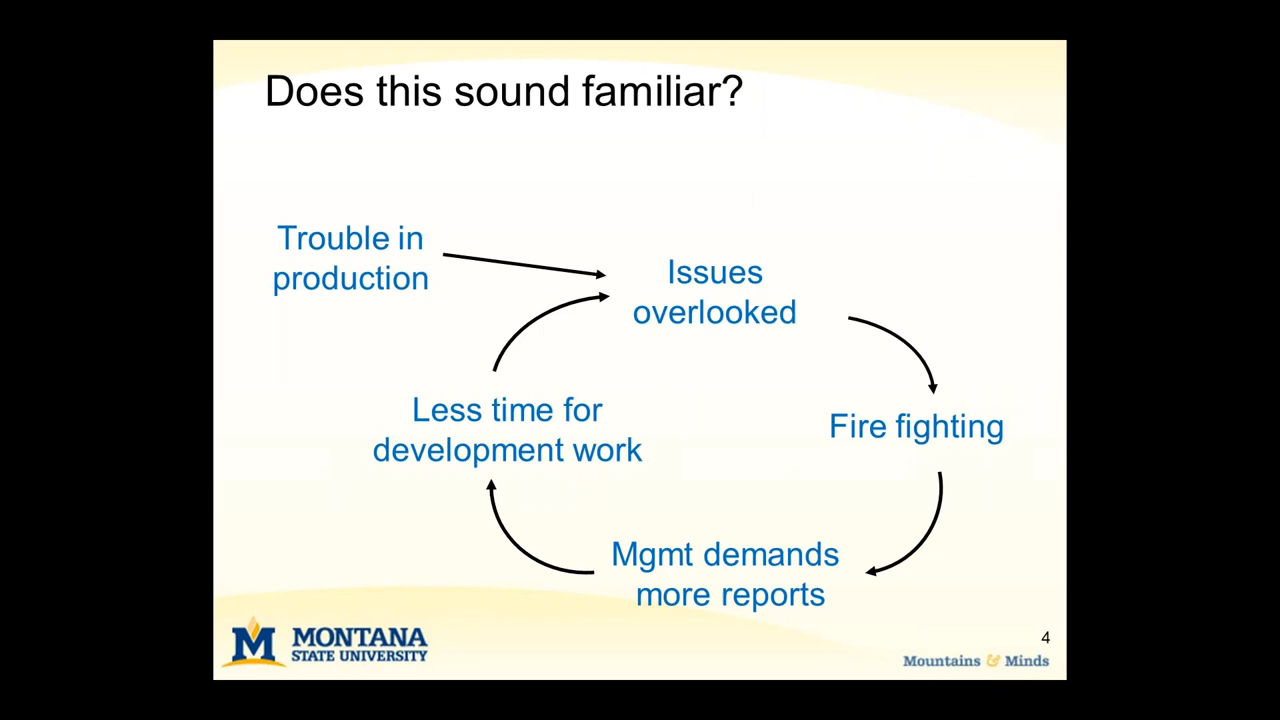 Does this sound familiar?
Trouble in
production
Issues
overlooked
Less time for
development work
Fire fighting
Mgmt demands
more reports
M MONTANA
STATE UNIVERSITY
4
Mountains & Minds